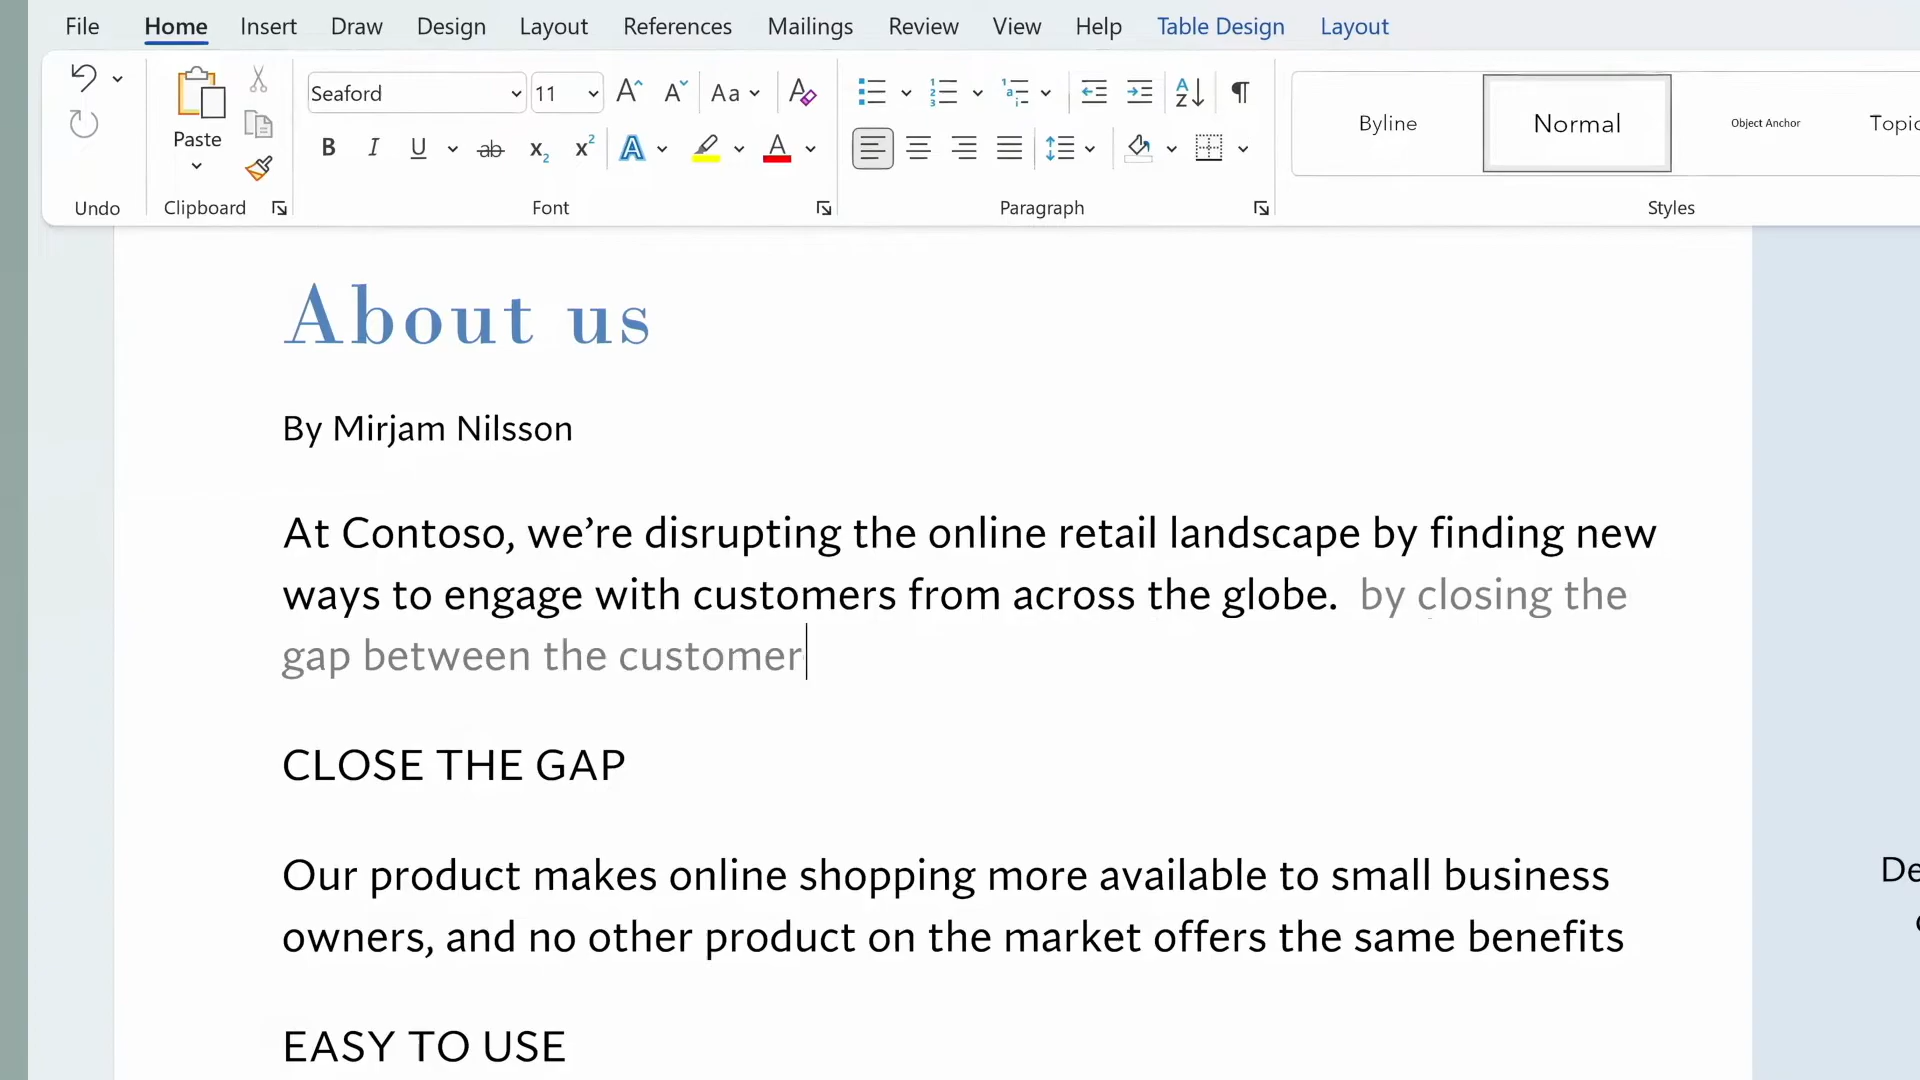 File Home Insert Draw Design Layout References Mailings Review View Help Table Design Layout
Seaford 11 Aa
Paste
B I U ab x2 x2 A A
Byline Normal Object Anchor
Undo Clipboard Font Paragraph Styles
About us
By Mirjam Nilsson
At Contoso, we’re disrupting the online retail landscape by finding new
ways to engage with customers from across the globe. by closing the
gap between the customer
CLOSE THE GAP
Our product makes online shopping more available to small business
owners, and no other product on the market offers the same benefits
EASY TO USE